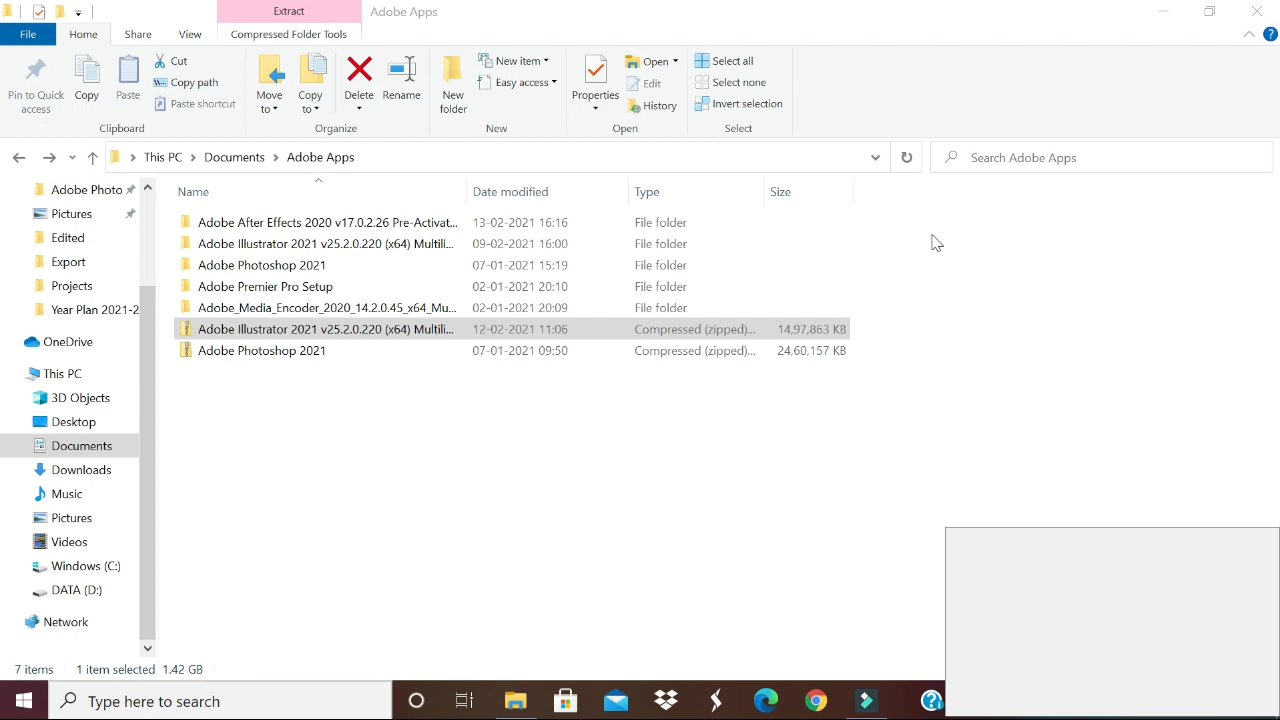 Extract
Adobe Apps
File
Home
Share
View
Compressed Folder Tools
Pin to Quick access
Copy
Paste
Cut
Copy path
Paste shortcut
Clipboard
Move to
Copy to
Delete
Rename
Organize
New folder
New item
Easy access
New
Properties
Open
Edit
History
Open
Select all
Select none
Invert selection
Select
This PC > Documents > Adobe Apps
Search Adobe Apps
Name Date modified Type Size
Adobe After Effects 2020 v17.0.2.26 Pre-Activat... 13-02-2021 16:16 File folder
Adobe Illustrator 2021 v25.2.0.220 (x64) Multili... 09-02-2021 16:00 File folder
Adobe Photoshop 2021 07-01-2021 15:19 File folder
Adobe Premier Pro Setup 02-01-2021 20:10 File folder
Adobe_Media_Encoder_2020_14.2.0.45_x64_Mu... 02-01-2021 20:09 File folder
Adobe Illustrator 2021 v25.2.0.220 (x64) Multili... 12-02-2021 11:06 Compressed (zipped)... 14,97,863 KB
Adobe Photoshop 2021 07-01-2021 09:50 Compressed (zipped)... 24,60,157 KB
Adobe Photo
Pictures
Edited
Export
Projects
Year Plan 2021-2
OneDrive
This PC
3D Objects
Desktop
Documents
Downloads
Music
Pictures
Videos
Windows (C:)
DATA (D:)
Network
7 items 1 item selected 1.42 GB
Type here to search